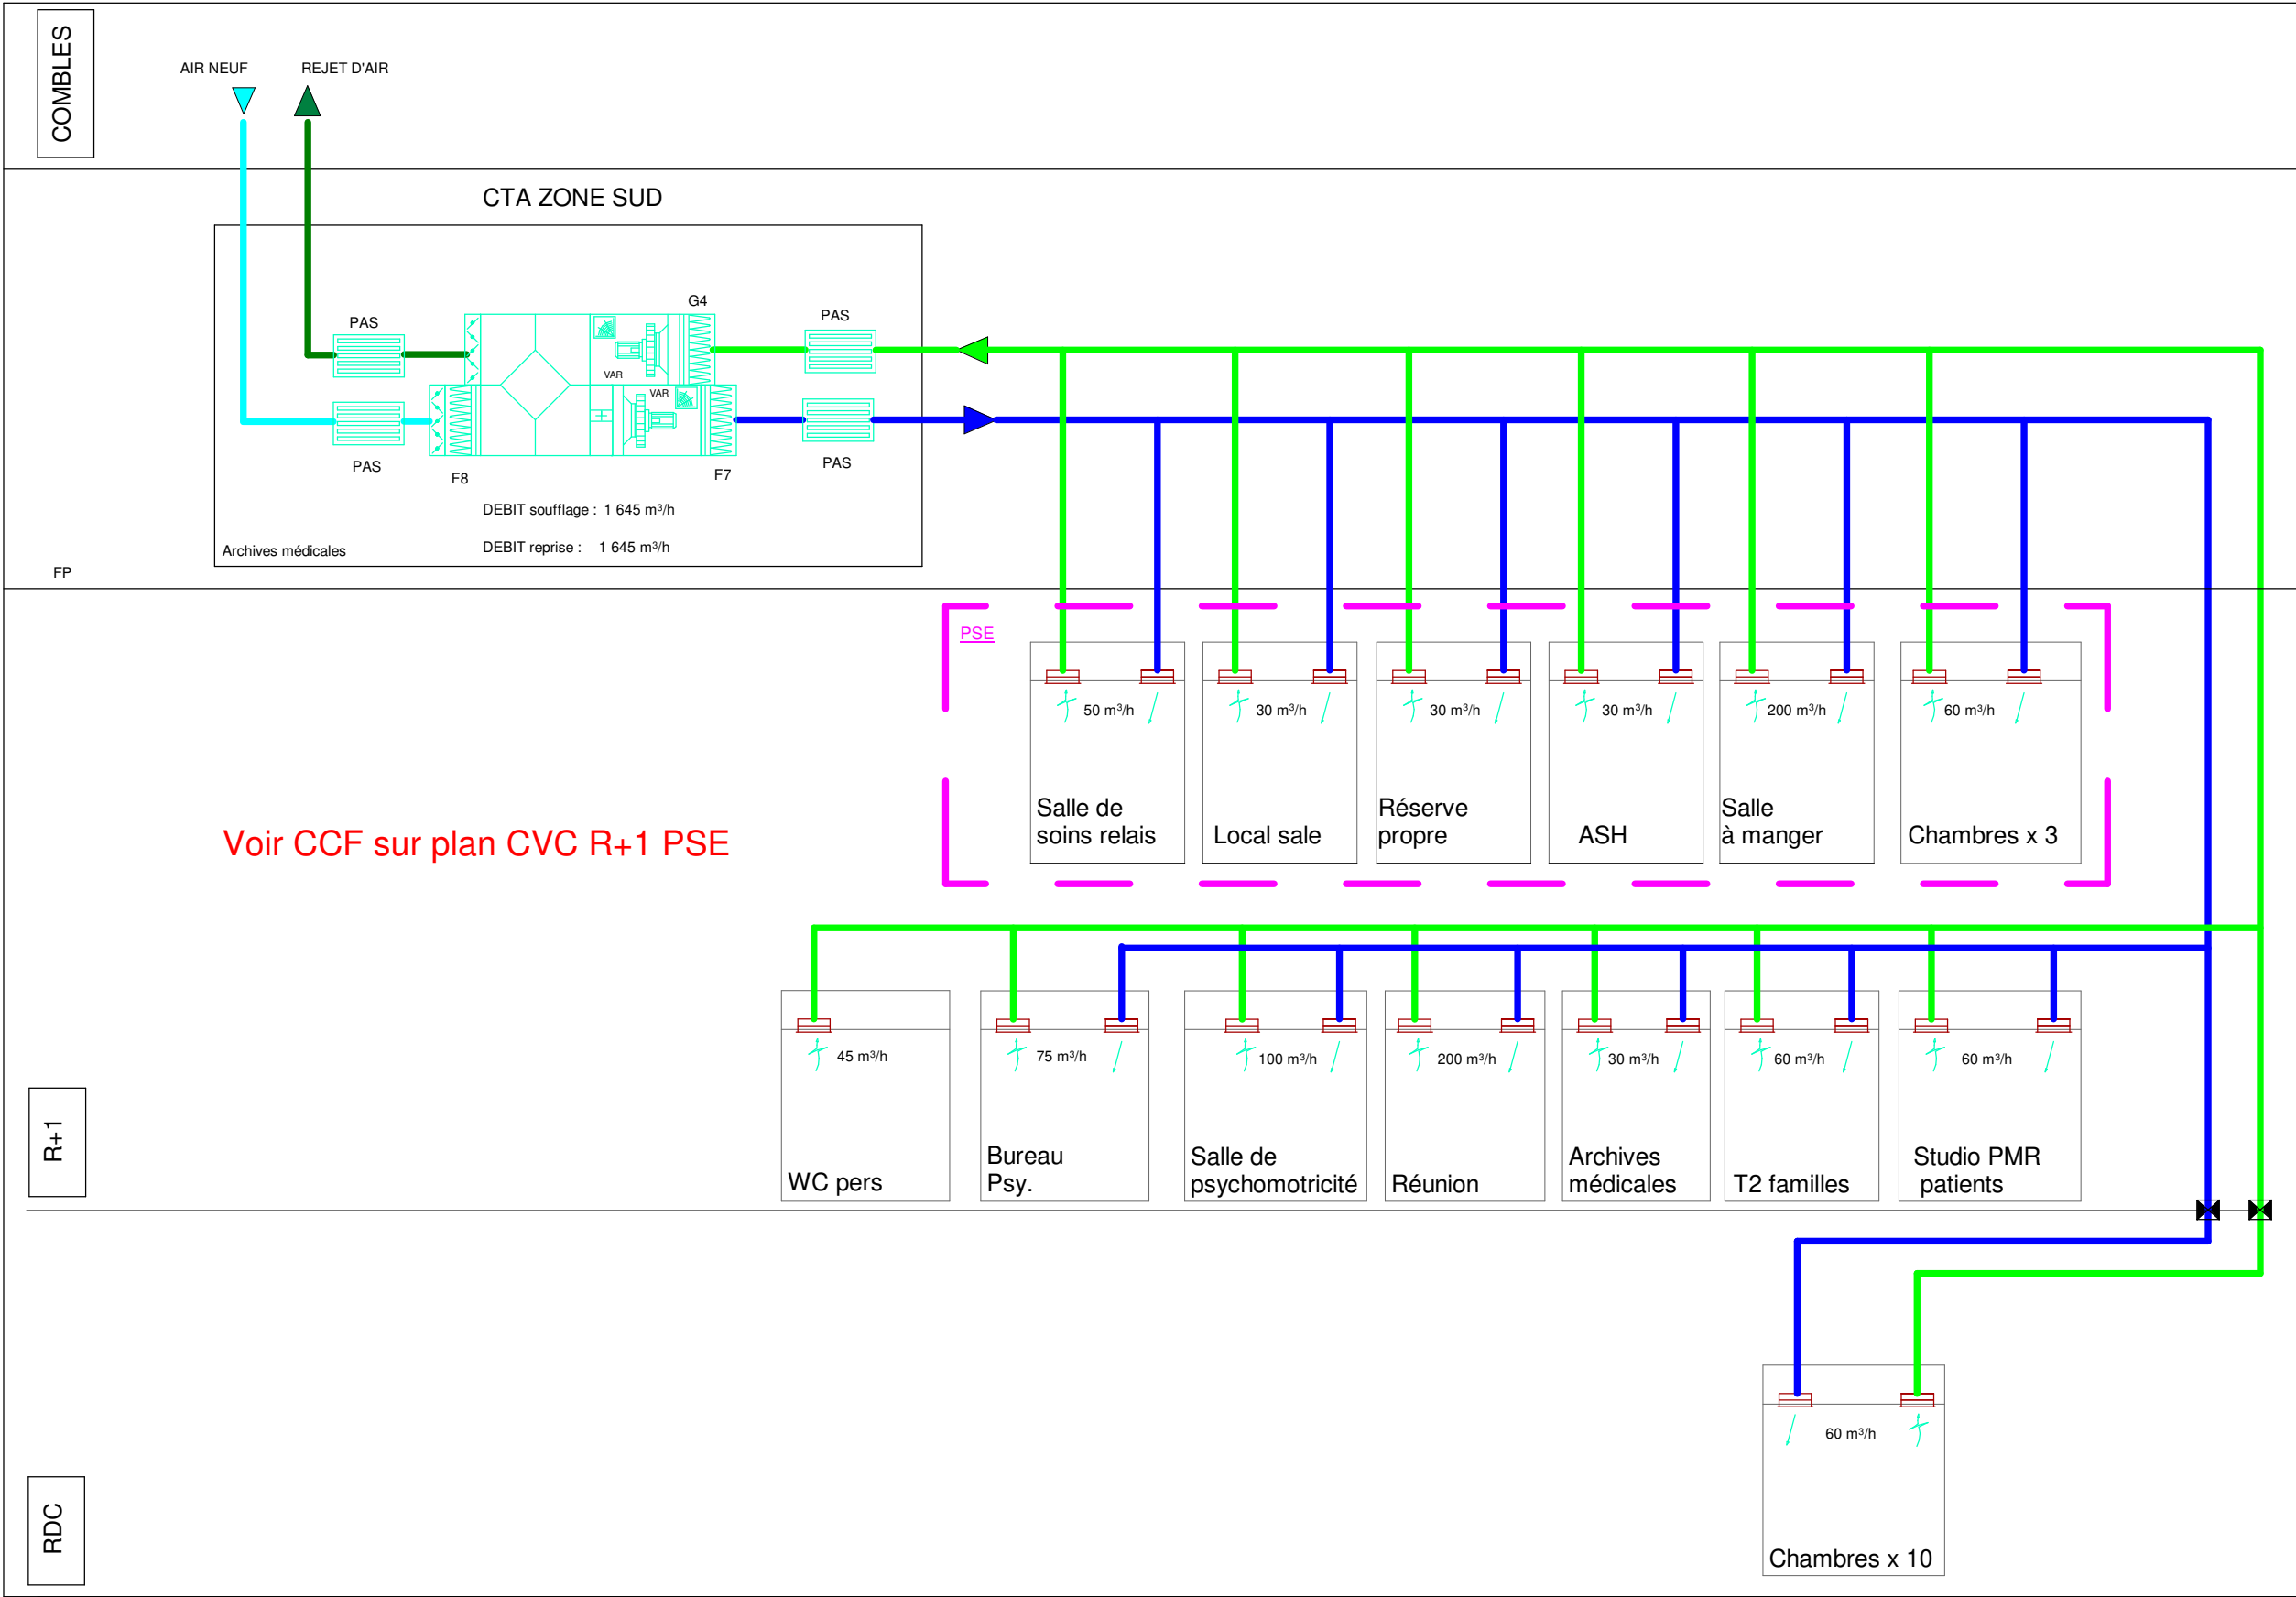 COMBLES
AIR NEUF
REJET D'AIR
CTA ZONE SUD
G4
PAS
PAS
VAR
VAR
PAS
F8
F7
PAS
DEBIT soufflage : 1 645 m³/h
DEBIT reprise : 1 645 m³/h
Archives médicales
FP
PSE
50 m³/h
30 m³/h
30 m³/h
30 m³/h
200 m³/h
60 m³/h
Salle de
soins relais
Local sale
Réserve
propre
ASH
Salle
à manger
Chambres x 3
Voir CCF sur plan CVC R+1 PSE
45 m³/h
75 m³/h
100 m³/h
200 m³/h
30 m³/h
60 m³/h
60 m³/h
R+1
WC pers
Bureau
Psy.
Salle de
psychomotricité
Réunion
Archives
médicales
T2 familles
Studio PMR
patients
60 m³/h
Chambres x 10
RDC